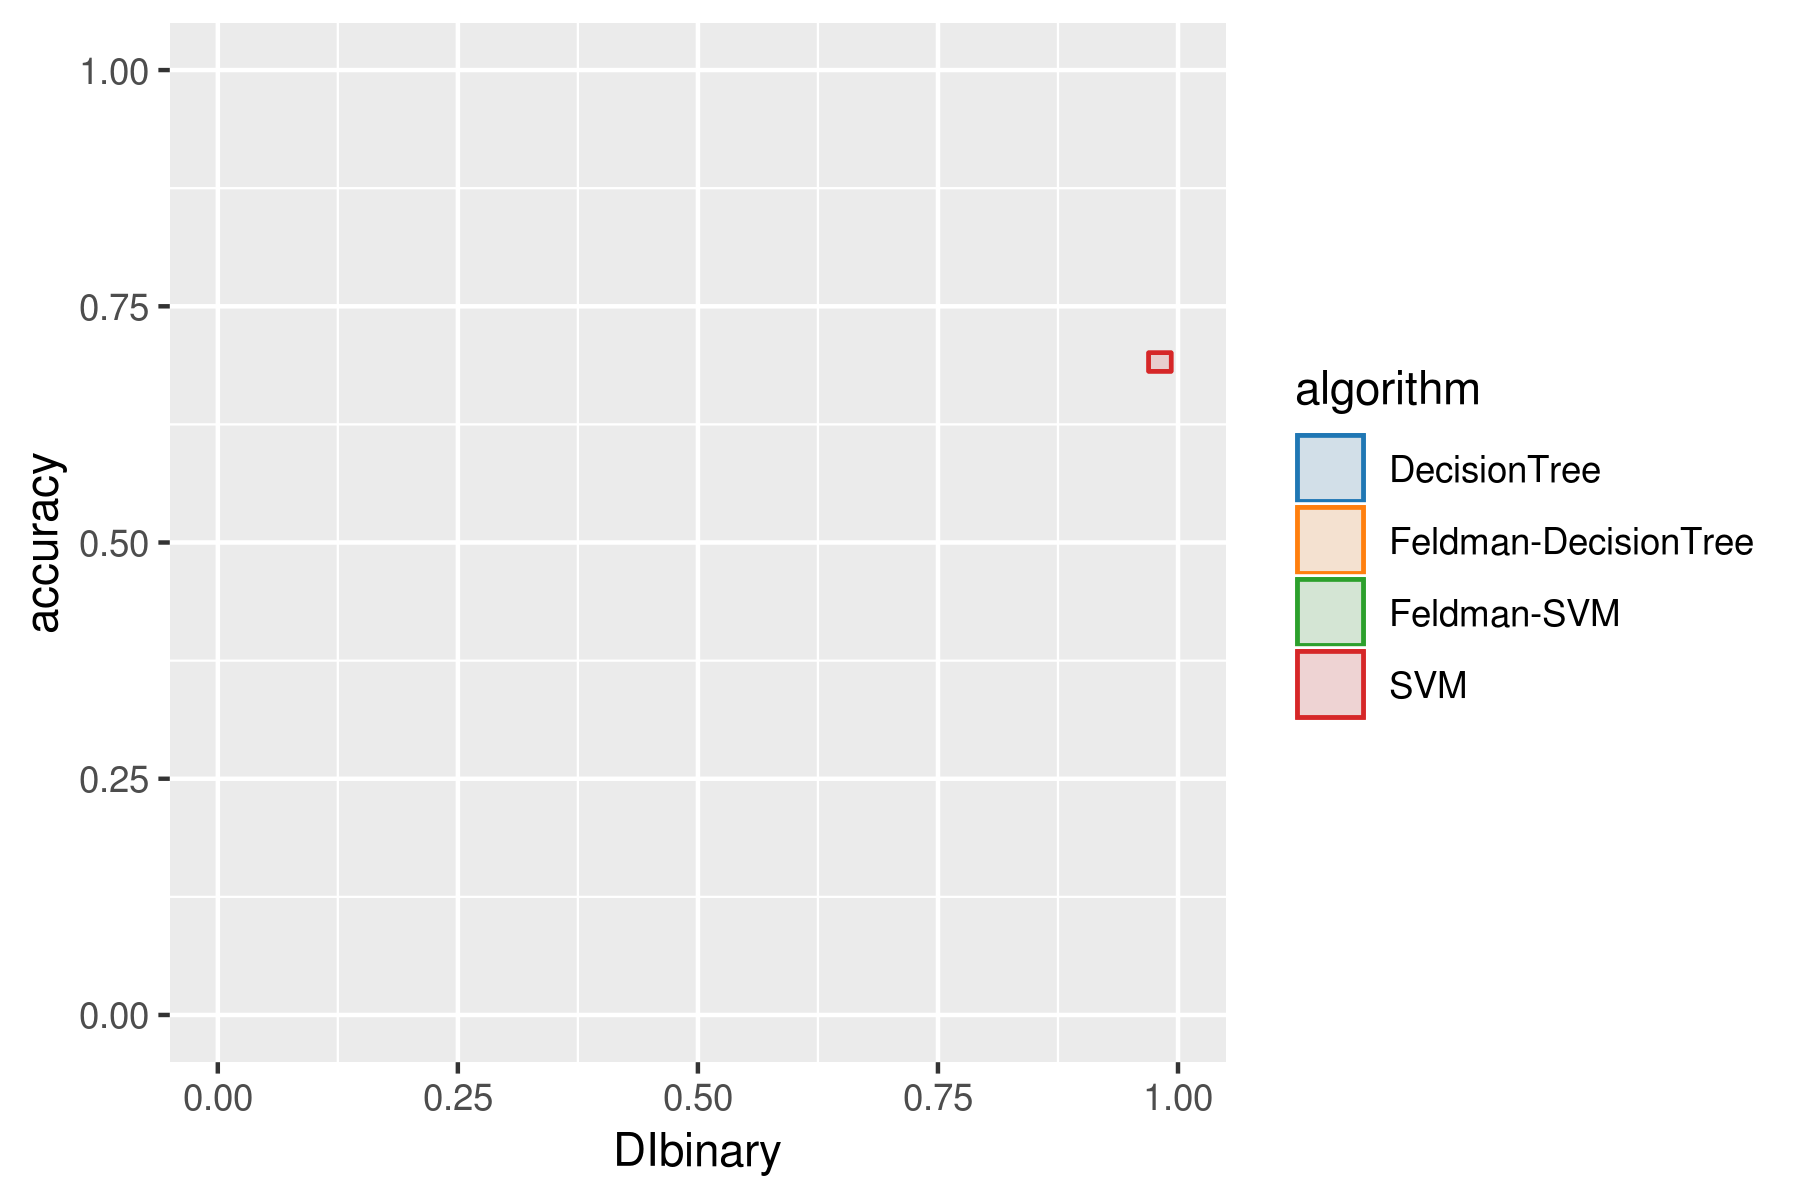 1.00
0.75
0.50
0.25
0.00
accuracy
0.00 0.25 0.50 0.75 1.00
DIbinary
algorithm
DecisionTree
Feldman-DecisionTree
Feldman-SVM
SVM